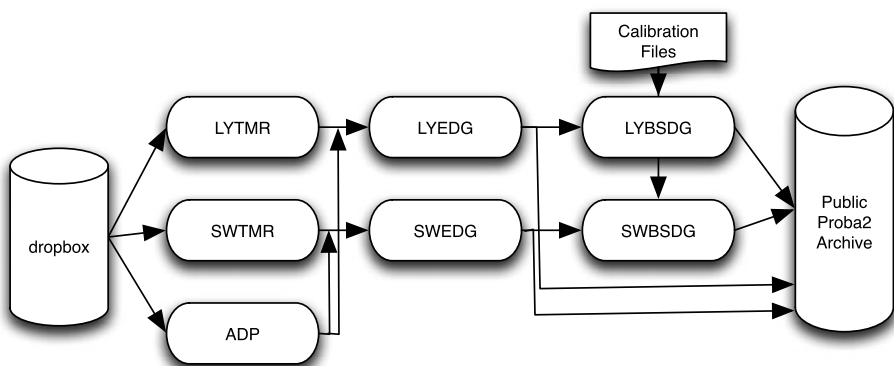 Calibration
Files
LYTMR
LYEDG
LYBSDG
dropbox
SWTMR
SWEDG
SWBSDG
Public
Proba2
Archive
ADP